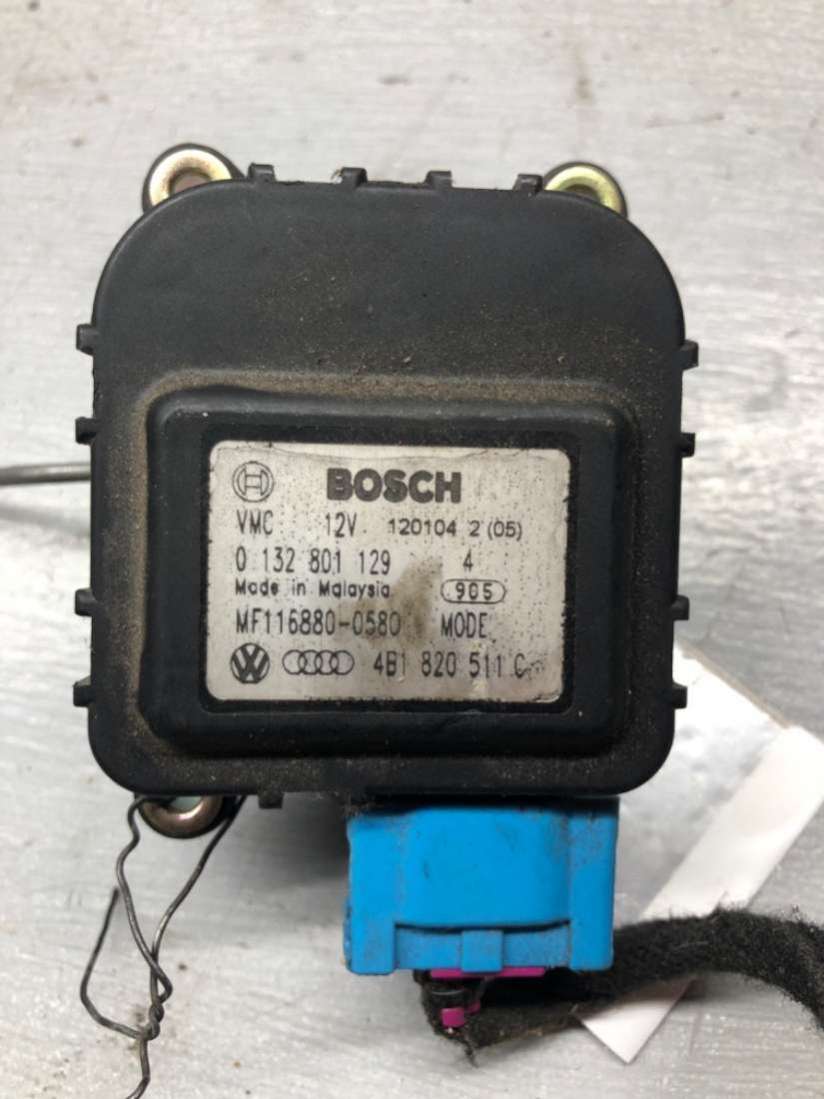 BOSCH
VMC 12V 120104 2 (05)
0 132 801 129 4
Made in Malaysia 905
MF116880-0580 MODE
VW 4B1 820 511 C